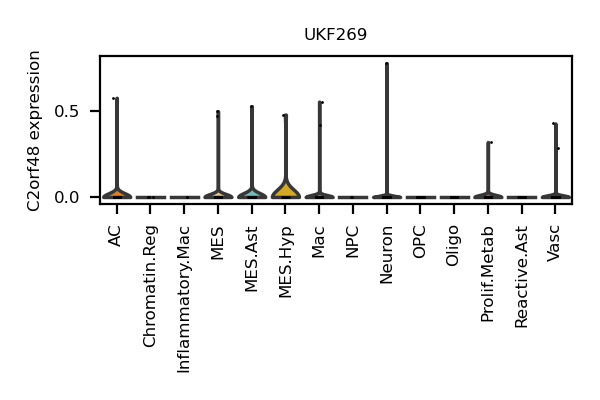 UKF269
C2orf48 expression
0.5
0.0
AC
Chromatin.Reg
Inflammatory.Mac
MES
MES.Ast
MES.Hyp
Mac
NPC
Neuron
OPC
Oligo
Prolif.Metab
Reactive.Ast
Vasc